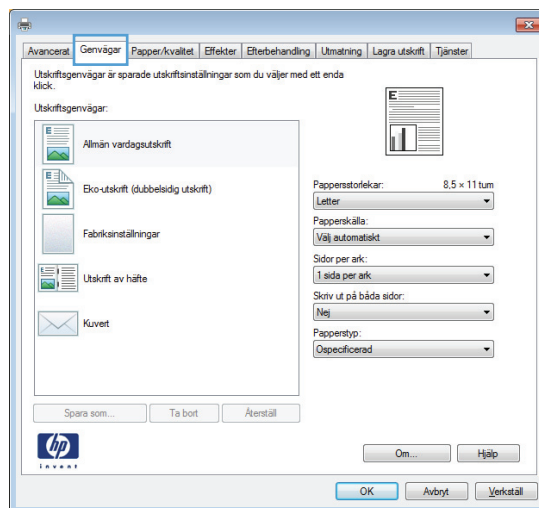 Avancerat Genvägar Papper/kvalitet Effekter Efterbehandling Utmatning Lagra utskrift Tjänster
Utskriftsgenvägar är sparade utskriftsinställningar som du väljer med ett enda
klick.
Utskriftsgenvägar:
E
E
Allmän vardagsutskrift
E
Eko-utskrift (dubbelsidig utskrift)
Fabriksinställningar
E
Utskrift av häfte
Kuvert
Pappersstorlekar: 8,5 × 11 tum
Letter
Papperskälla:
Välj automatiskt
Sidor per ark:
1 sida per ark
Skriv ut på båda sidor:
Nej
Papperstyp:
Ospecificerad
Spara som... Ta bort Återställ
hp
invent
Om... Hjälp
OK Avbryt Verkställ